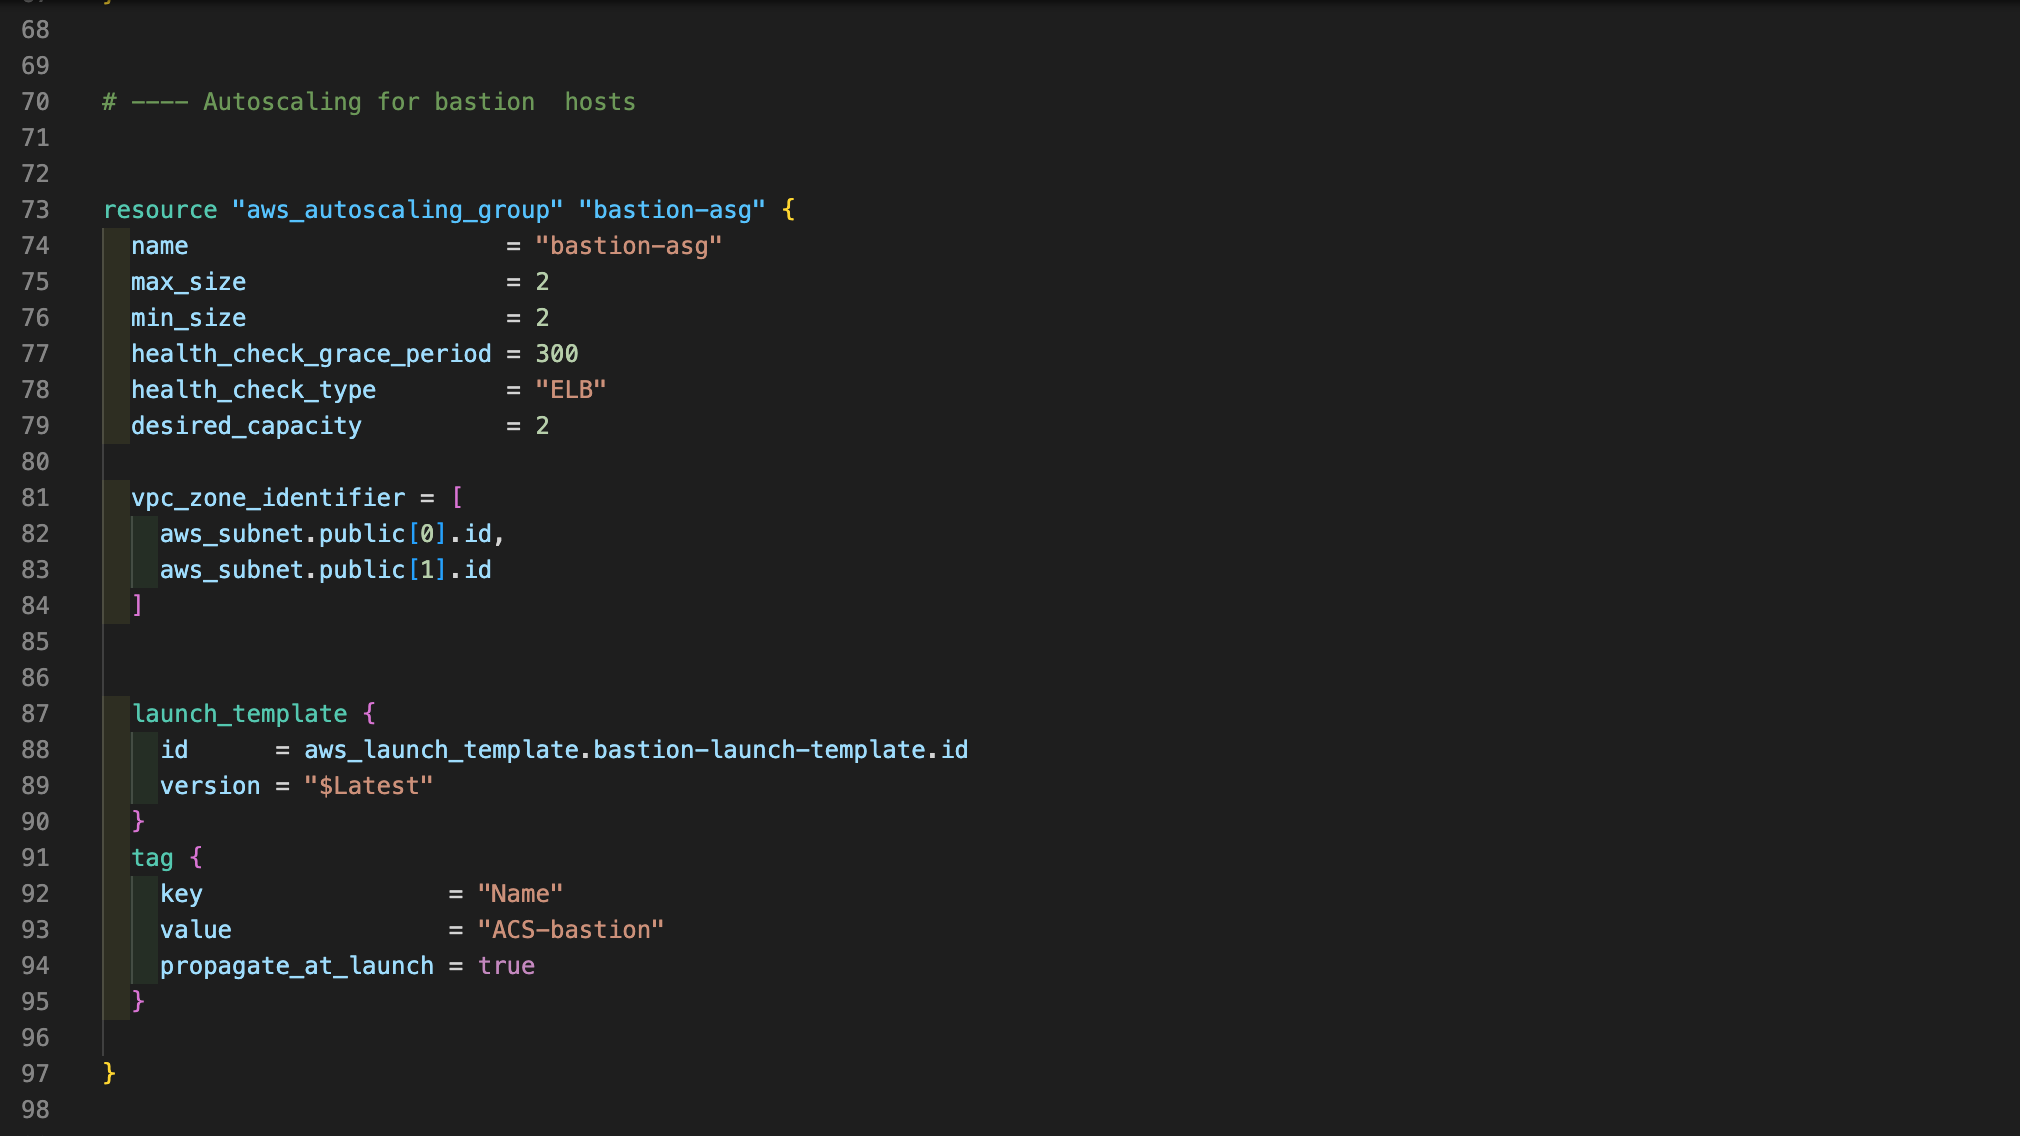 68
69
70 # ---- Autoscaling for bastion  hosts
71
72
73 resource "aws_autoscaling_group" "bastion-asg" {
74   name                      = "bastion-asg"
75   max_size                  = 2
76   min_size                  = 2
77   health_check_grace_period = 300
78   health_check_type         = "ELB"
79   desired_capacity          = 2
80
81   vpc_zone_identifier = [
82     aws_subnet.public[0].id,
83     aws_subnet.public[1].id
84   ]
85
86
87   launch_template {
88     id      = aws_launch_template.bastion-launch-template.id
89     version = "$Latest"
90   }
91   tag {
92     key                 = "Name"
93     value               = "ACS-bastion"
94     propagate_at_launch = true
95   }
96
97 }
98